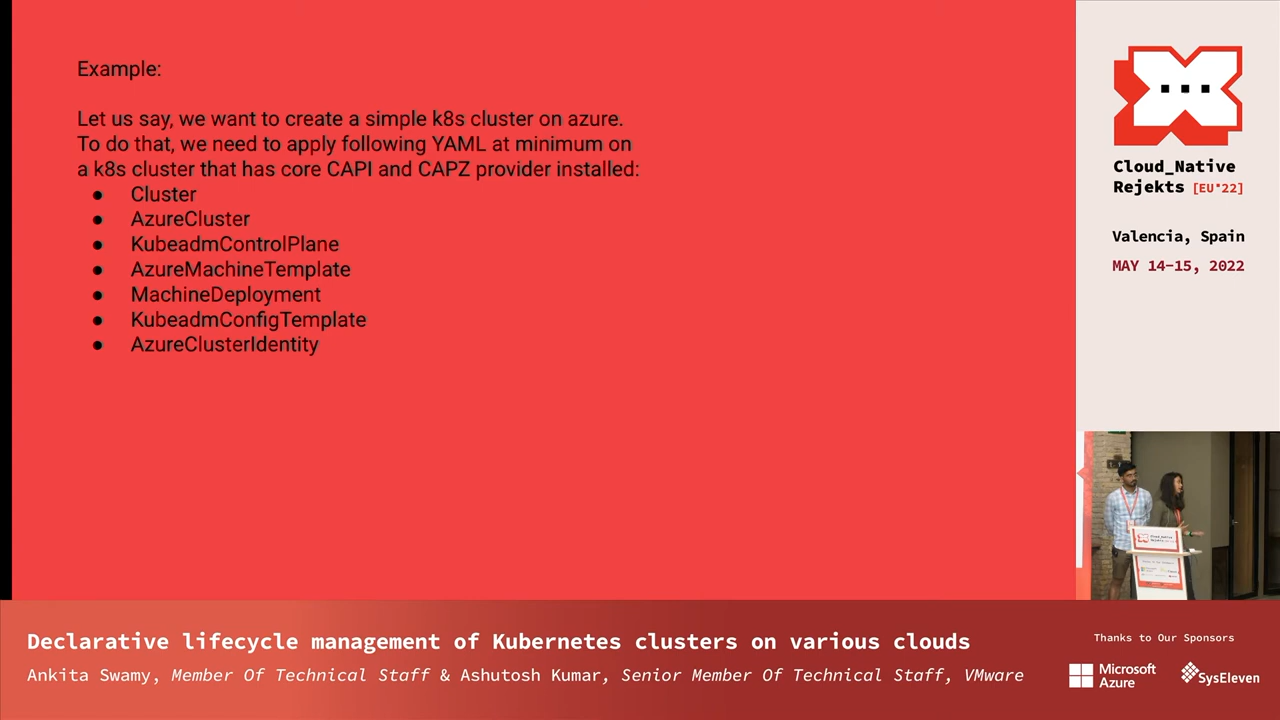 Example:
Let us say, we want to create a simple k8s cluster on azure.
To do that, we need to apply following YAML at minimum on
a k8s cluster that has core CAPI and CAPZ provider installed:
● Cluster
● AzureCluster
● KubeadmControlPlane
● AzureMachineTemplate
● MachineDeployment
● KubeadmConfigTemplate
● AzureClusterIdentity
Cloud_Native
Rejekts [EU'22]
Valencia, Spain
MAY 14-15, 2022
Cloud_Native
Rejekts
Declarative lifecycle management of Kubernetes clusters on various clouds
Ankita Swamy, Member Of Technical Staff & Ashutosh Kumar, Senior Member Of Technical Staff, VMware
Thanks to Our Sponsors
Microsoft
Azure
SysEleven